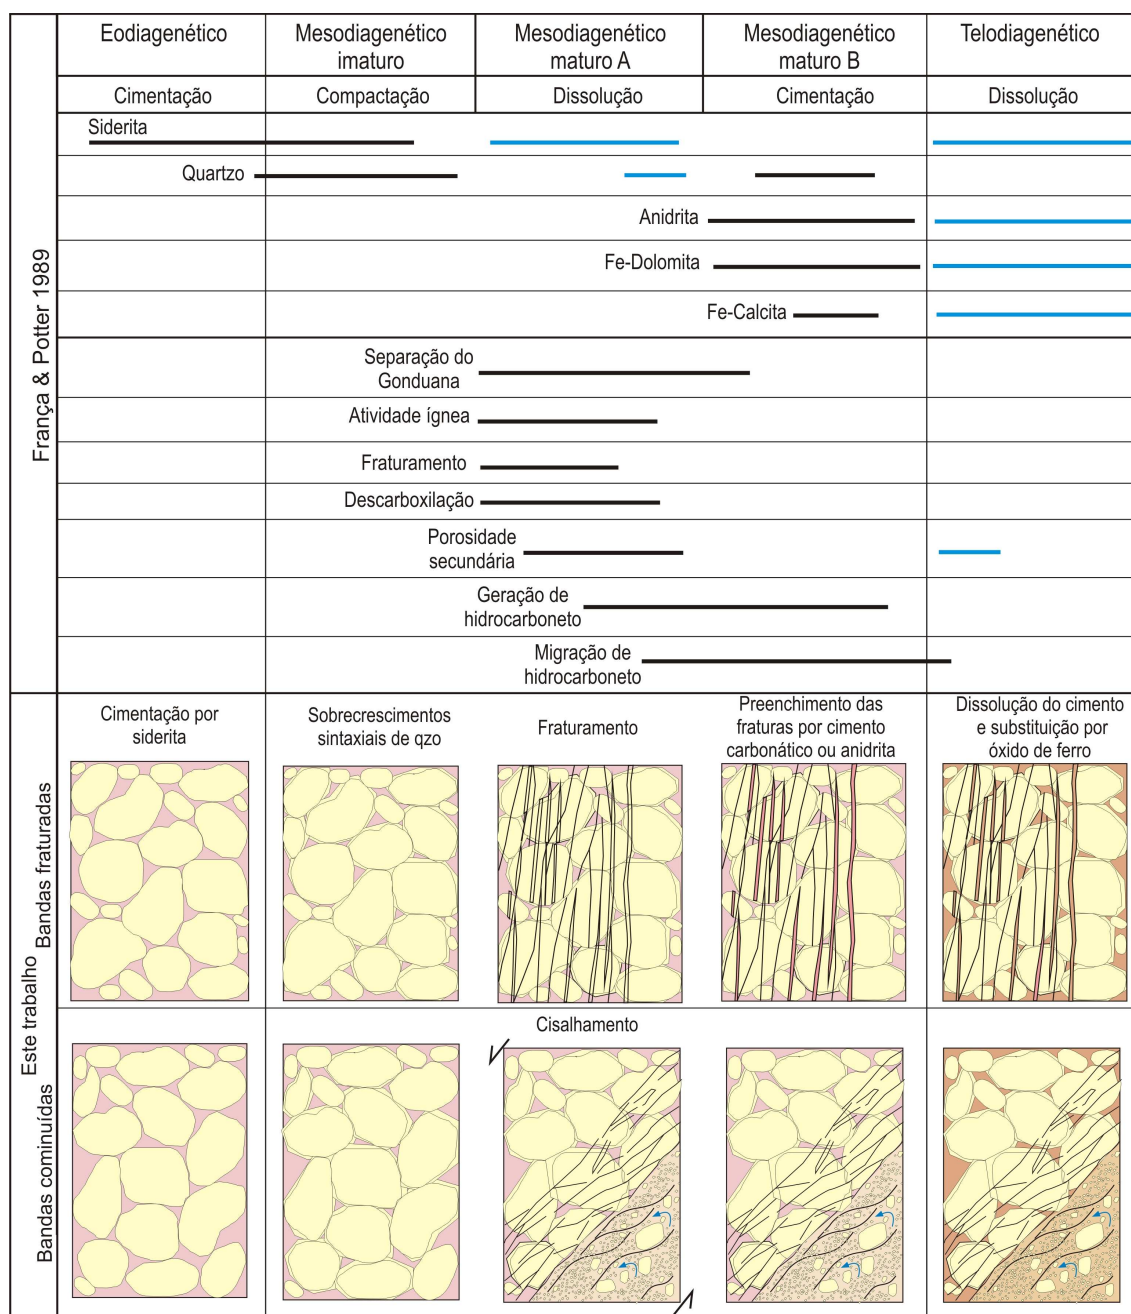 Eodiagenético
Mesodiagenético
imaturo
Mesodiagenético
maturo A
Mesodiagenético
maturo B
Telodiagenético
Cimentação
Compactação
Dissolução
Cimentação
Dissolução
França & Potter 1989
Siderita
Quartzo
Anidrita
Fe-Dolomita
Fe-Calcita
Separação do
Gonduana
Atividade ígnea
Fraturamento
Descarboxilação
Porosidade
secundária
Geração de
hidrocarboneto
Migração de
hidrocarboneto
Este trabalho
Bandas fraturadas
Cimentação por
siderita
Sobrecrescimentos
sintaxiais de qzo
Fraturamento
Preenchimento das
fraturas por cimento
carbonático ou anidrita
Dissolução do cimento
e substituição por
óxido de ferro
Bandas cominuídas
Cisalhamento